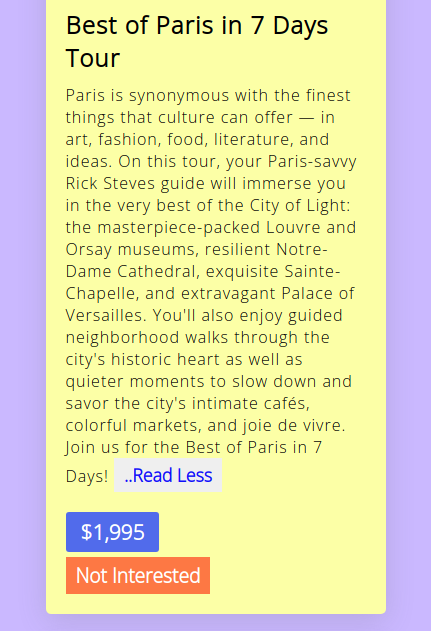 Best of Paris in 7 Days
Tour
Paris is synonymous with the finest
things that culture can offer — in
art, fashion, food, literature, and
ideas. On this tour, your Paris-savvy
Rick Steves guide will immerse you
in the very best of the City of Light:
the masterpiece-packed Louvre and
Orsay museums, resilient Notre-
Dame Cathedral, exquisite Sainte-
Chapelle, and extravagant Palace of
Versailles. You'll also enjoy guided
neighborhood walks through the
city's historic heart as well as
quieter moments to slow down and
savor the city's intimate cafés,
colorful markets, and joie de vivre.
Join us for the Best of Paris in 7
Days! ..Read Less
$1,995
Not Interested